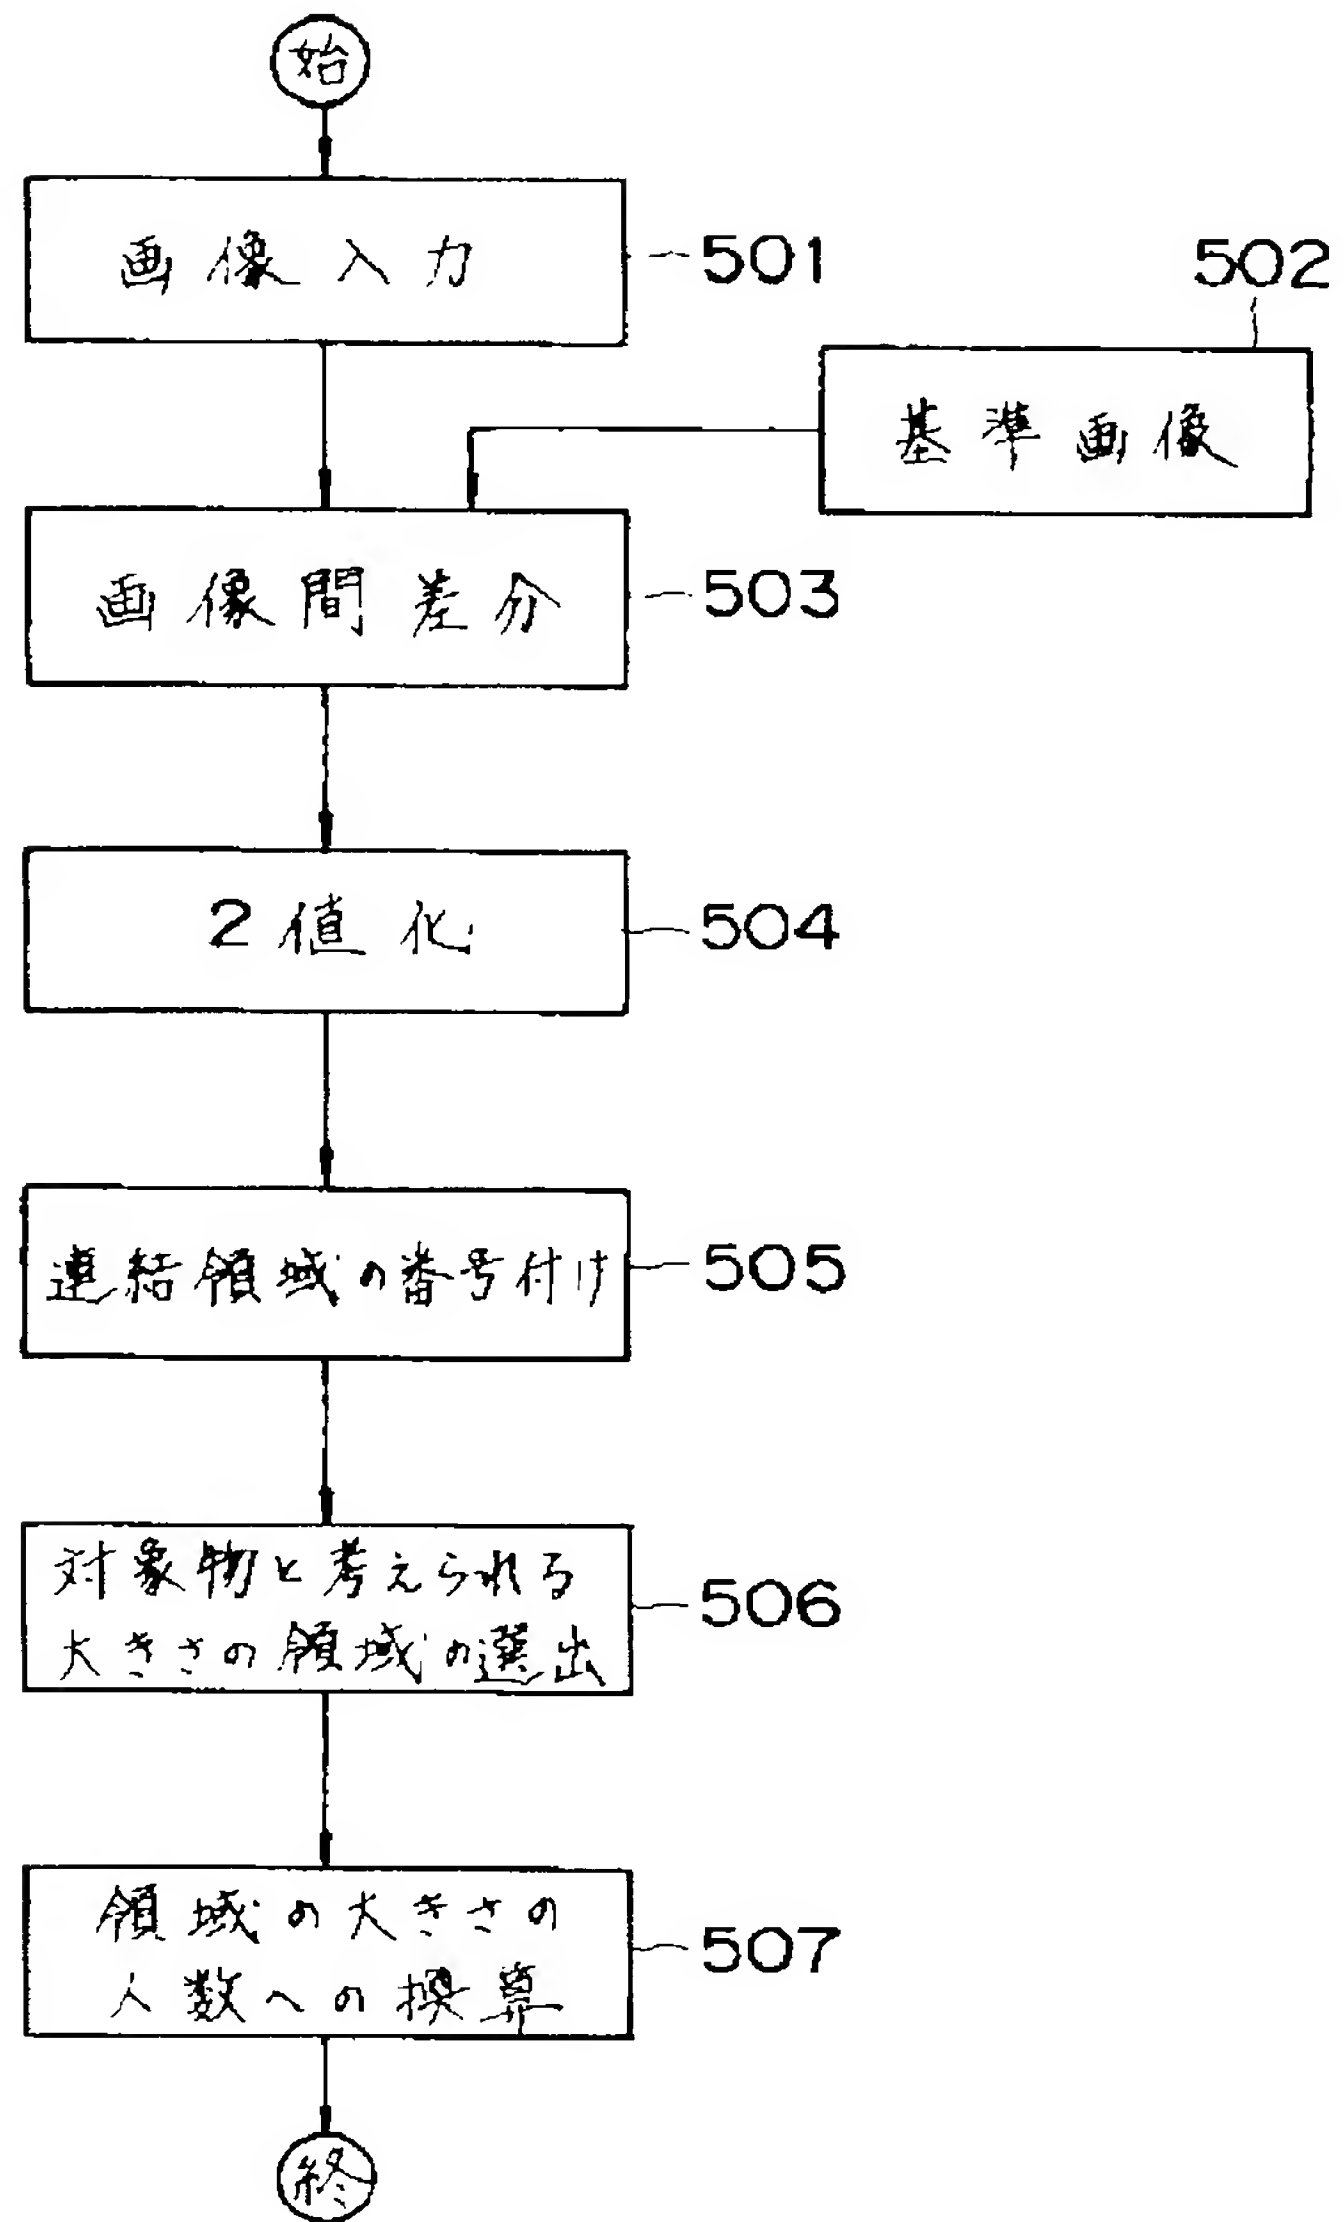 始
画像入力
501
502
基準画像
画像間差分
503
2値化
504
連結領域の番号付け
505
対象物と考えられる
大きさの領域の選出
506
領域の大きさの
人数への換算
507
終